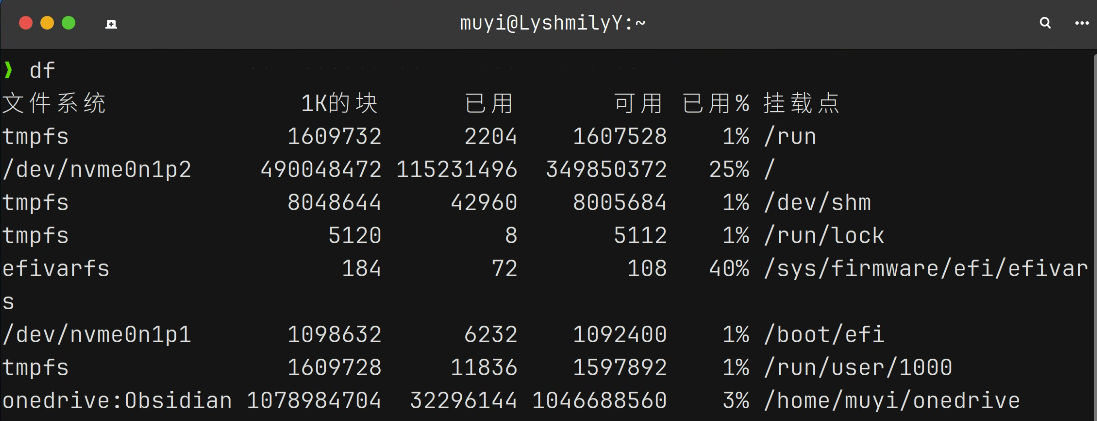 muyi@LyshmilyY:~
❯ df
文件系统 1K的块 已用 可用 已用% 挂载点
tmpfs 1609732 2204 1607528 1% /run
/dev/nvme0n1p2 490048472 115231496 349850372 25% /
tmpfs 8048644 42960 8005684 1% /dev/shm
tmpfs 5120 8 5112 1% /run/lock
efivarfs 184 72 108 40% /sys/firmware/efi/efivar
s
/dev/nvme0n1p1 1098632 6232 1092400 1% /boot/efi
tmpfs 1609728 11836 1597892 1% /run/user/1000
onedrive:Obsidian 1078984704 32296144 1046688560 3% /home/muyi/onedrive